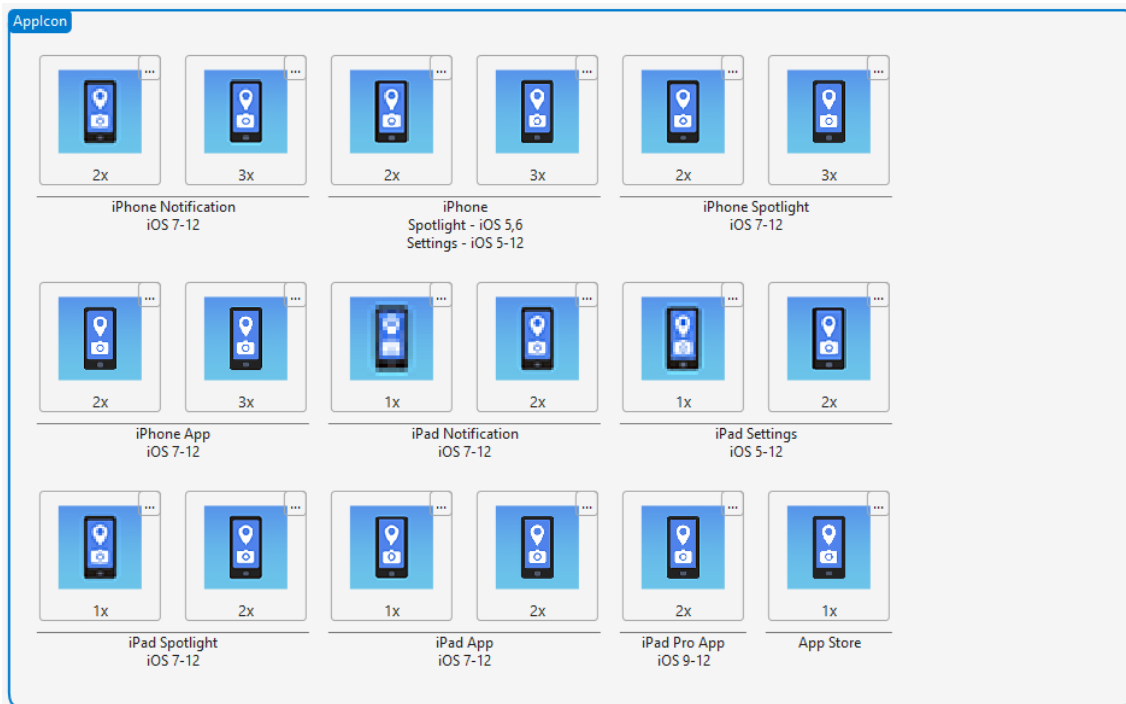 AppIcon
... ... ... ... ... ...
2x 3x 2x 3x 2x 3x
iPhone Notification
iOS 7-12
iPhone
Spotlight - iOS 5,6
Settings - iOS 5-12
iPhone Spotlight
iOS 7-12
... ... ... ... ... ...
2x 3x 1x 2x 1x 2x
iPhone App
iOS 7-12
iPad Notification
iOS 7-12
iPad Settings
iOS 5-12
... ... ... ... ... ...
1x 2x 1x 2x 2x 1x
iPad Spotlight
iOS 7-12
iPad App
iOS 7-12
iPad Pro App
iOS 9-12
App Store